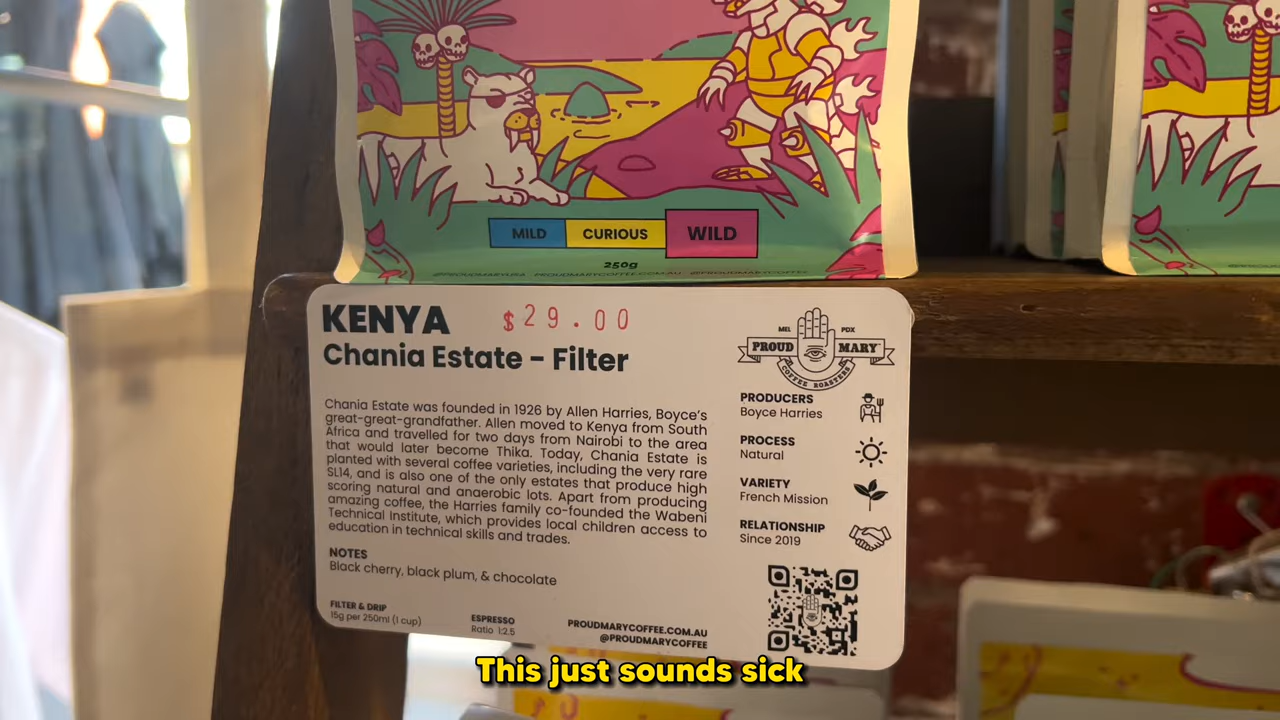 MILD CURIOUS WILD
250g
KENYA $29.00
Chania Estate – Filter
Chania Estate was founded in 1926 by Allen Harries, Boyce's
great-great-grandfather. Allen moved to Kenya from South
Africa and travelled for two days from Nairobi to the area
that would later become Thika. Today, Chania Estate is
planted with several coffee varieties, including the very rare
SL14, and is also one of the only estates that produce high
scoring natural and anaerobic lots. Apart from producing
amazing coffee, the Harries family co-founded the Wabeni
Technical Institute, which provides local children access to
education in technical skills and trades.
NOTES
Black cherry, black plum, & chocolate
FILTER & DRIP
15g per 250ml (1 cup)
ESPRESSO
Ratio 1:2.5
PROUDMARYCOFFEE.COM.AU
@PROUDMARYCOFFEE
MEL PDX
PROUD MARY
COFFEE ROASTERS
PRODUCERS
Boyce Harries
PROCESS
Natural
VARIETY
French Mission
RELATIONSHIP
Since 2019
This just sounds sick